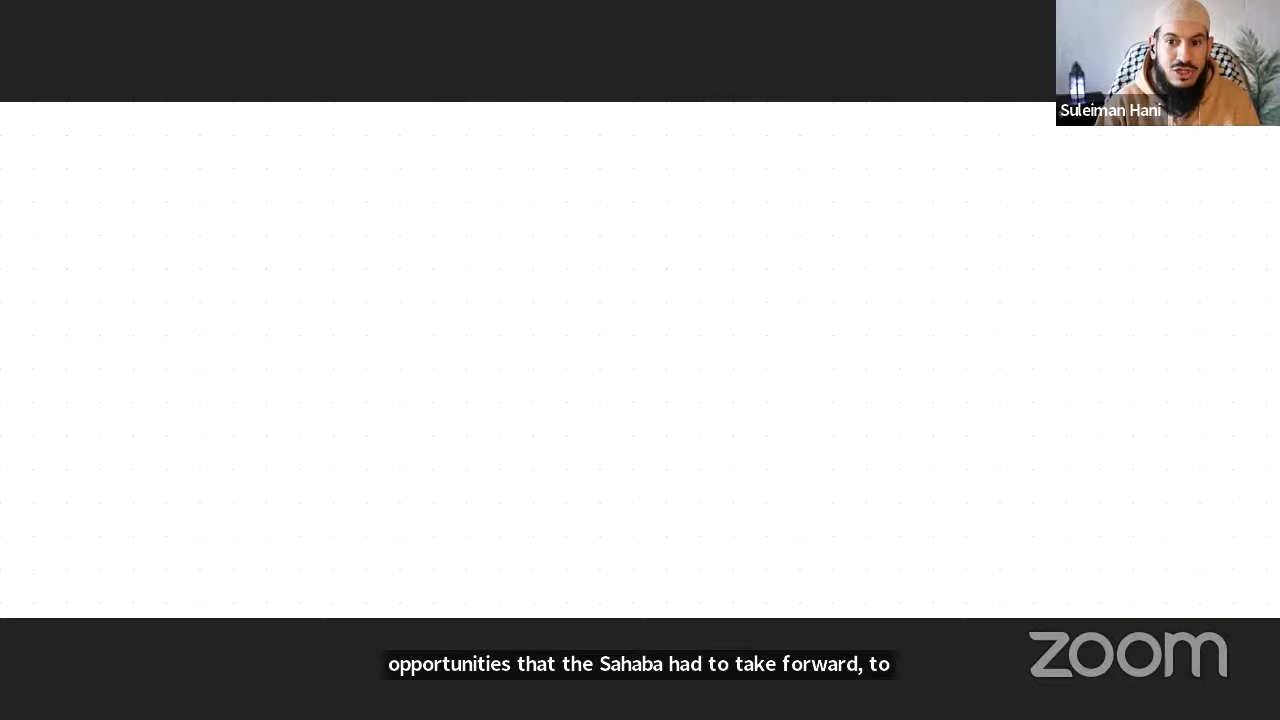 Suleiman Hani
opportunities that the Sahaba had to take forward, to
zoom